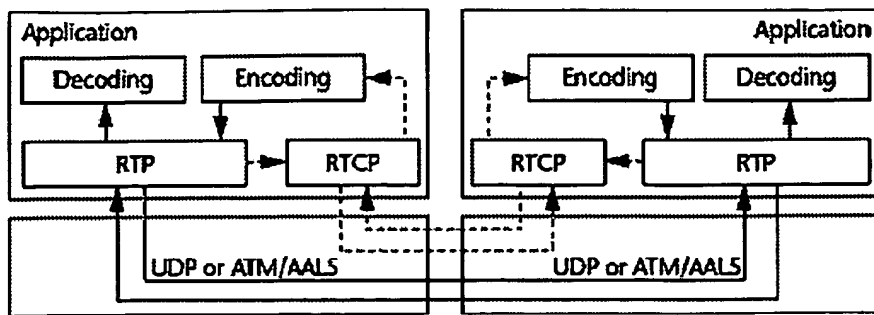 Application
Application
Decoding
Encoding
Encoding
Decoding
RTP
RTCP
RTCP
RTP
UDP or ATM/AAL5
UDP or ATM/AAL5